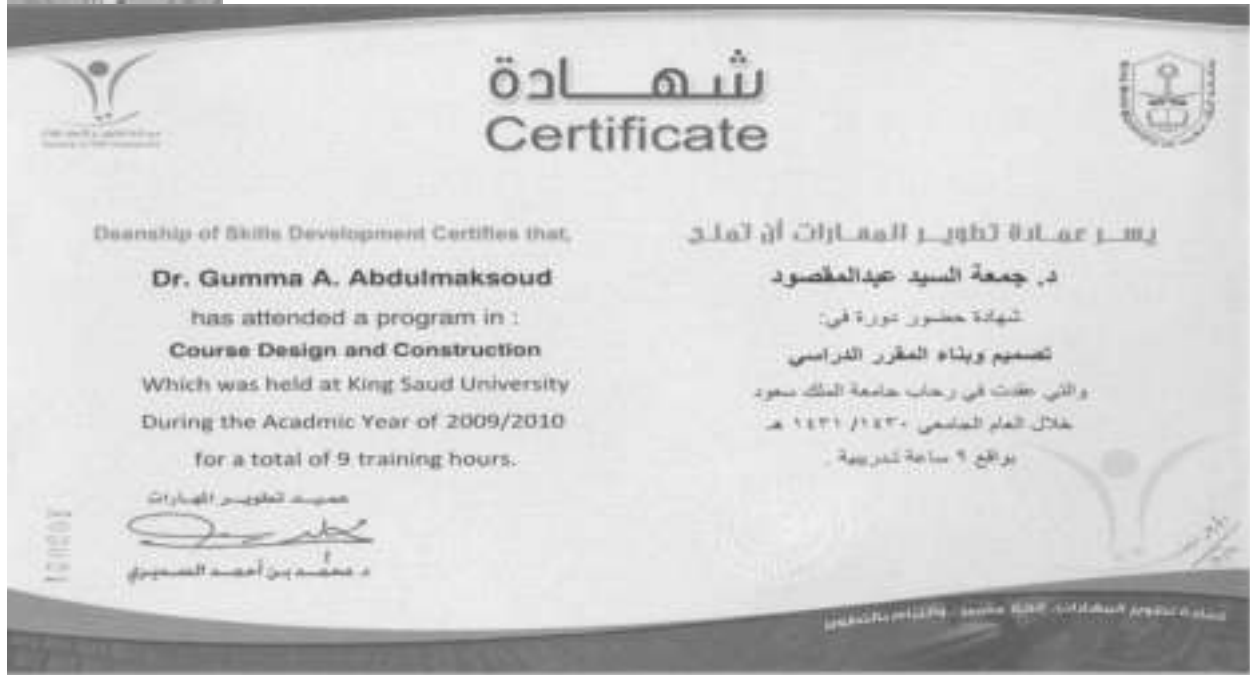 شهادة
Certificate
Deanship of Skills Development Certifies that,
Dr. Gumma A. Abdulmaksoud
has attended a program in :
Course Design and Construction
Which was held at King Saud University
During the Acadmic Year of 2009/2010
for a total of 9 training hours.
يسر عمادة تطوير المهارات أن تمنح
د. جمعة السيد عبدالمقصود
شهادة حضور دورة في:
تصميم وبناء المقرر الدراسي
والتي عقدت في رحاب جامعة الملك سعود
خلال العام الجامعي ١٤٣٠/ ١٤٣١ هـ
بواقع ٩ ساعة تدريبية .
عميد تطوير المهارات
د محمد بن أحمد السديري